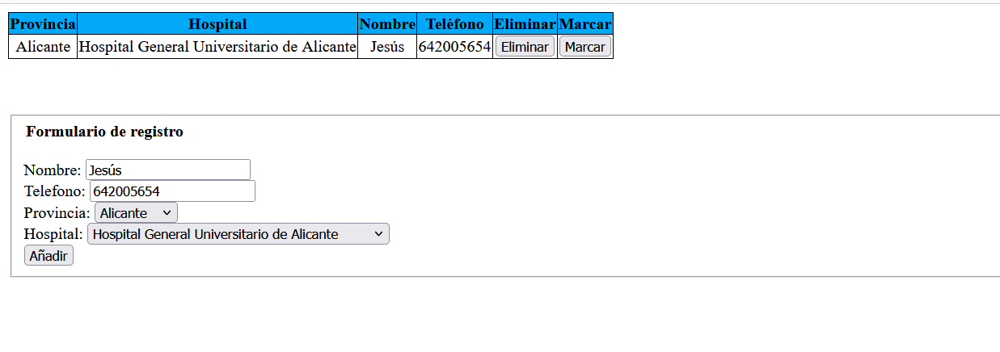 Provincia Hospital Nombre Teléfono Eliminar Marcar
Alicante Hospital General Universitario de Alicante Jesús 642005654 Eliminar Marcar
Formulario de registro
Nombre: Jesús
Telefono: 642005654
Provincia: Alicante
Hospital: Hospital General Universitario de Alicante
Añadir